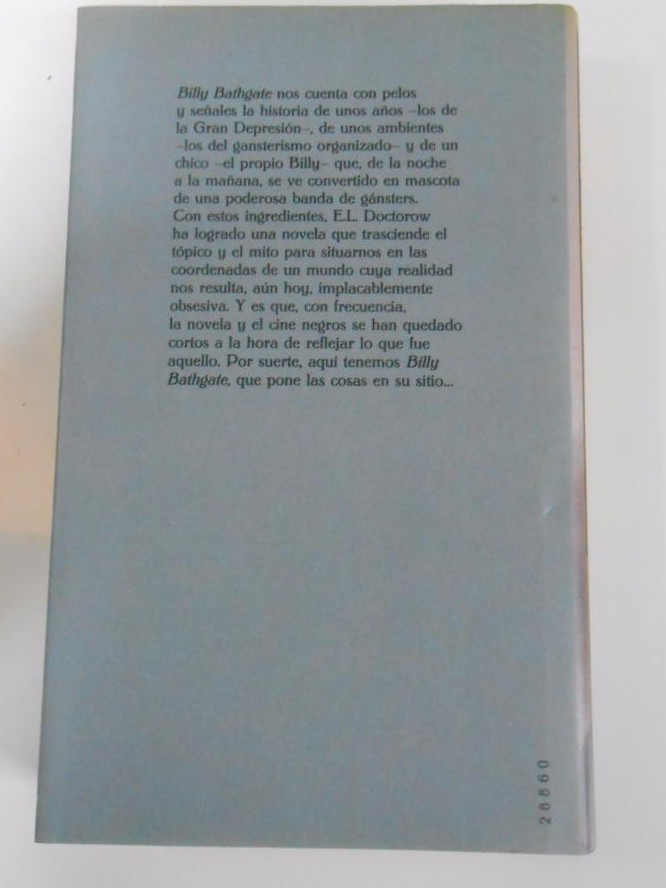 Billy Bathgate nos cuenta con pelos
y señales la historia de unos años –los de
la Gran Depresión–, de unos ambientes
–los del gansterismo organizado– y de un
chico –el propio Billy– que, de la noche
a la mañana, se ve convertido en mascota
de una poderosa banda de gánsters.
Con estos ingredientes, E.L. Doctorow
ha logrado una novela que trasciende el
tópico y el mito para situarnos en las
coordenadas de un mundo cuya realidad
nos resulta, aún hoy, implacablemente
obsesiva. Y es que, con frecuencia,
la novela y el cine negros se han quedado
cortos a la hora de reflejar lo que fue
aquello. Por suerte, aquí tenemos Billy
Bathgate, que pone las cosas en su sitio...
28860